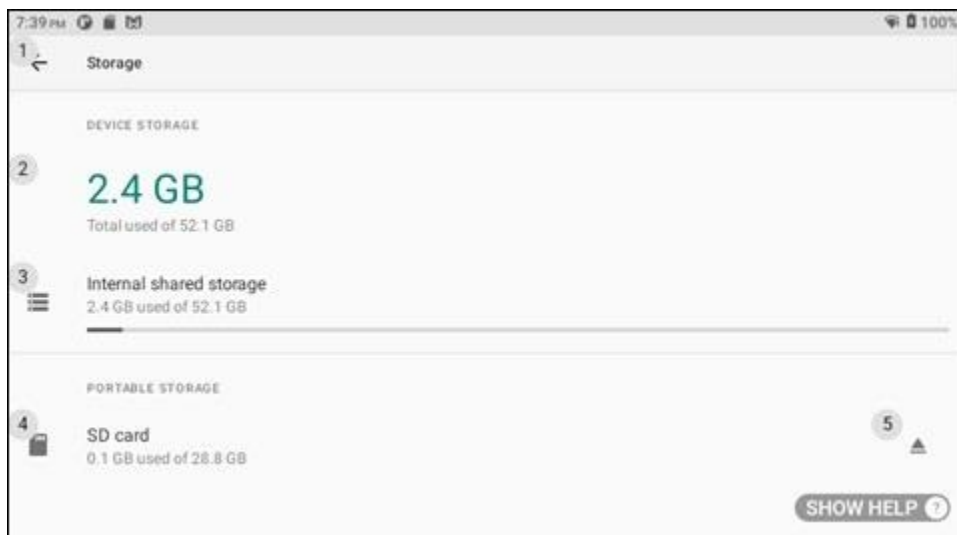 7:39 PM 100%
1 Storage
DEVICE STORAGE
2
2.4 GB
Total used of 52.1 GB
3 Internal shared storage
2.4 GB used of 52.1 GB
PORTABLE STORAGE
4 SD card 5
0.1 GB used of 28.8 GB
SHOW HELP ?